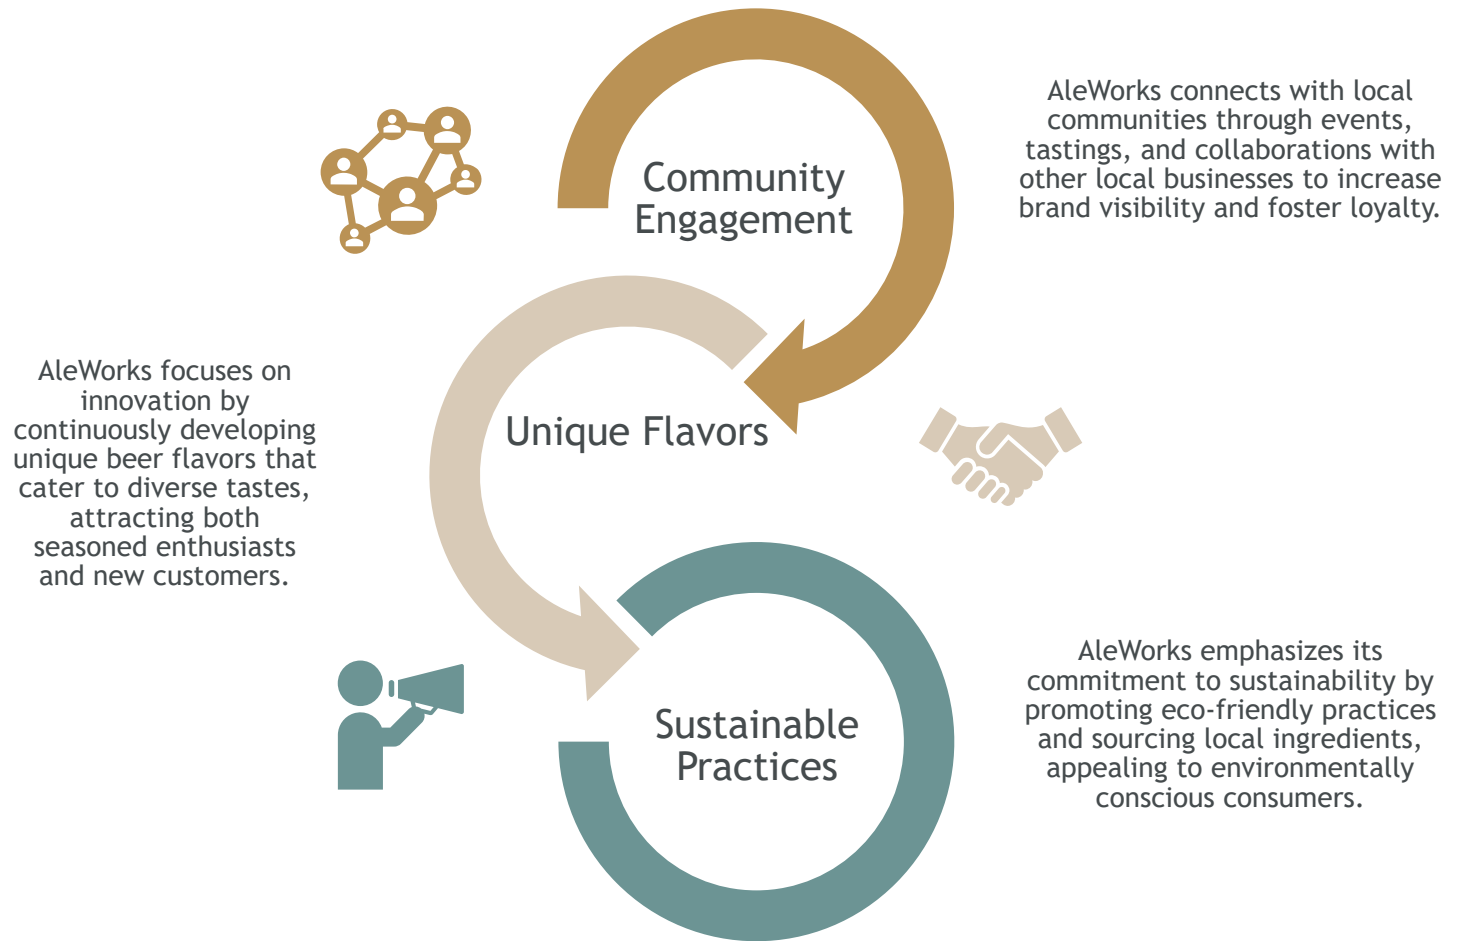 Community
Engagement
AleWorks connects with local
communities through events,
tastings, and collaborations with
other local businesses to increase
brand visibility and foster loyalty.
Unique Flavors
AleWorks focuses on
innovation by
continuously developing
unique beer flavors that
cater to diverse tastes,
attracting both
seasoned enthusiasts
and new customers.
Sustainable
Practices
AleWorks emphasizes its
commitment to sustainability by
promoting eco-friendly practices
and sourcing local ingredients,
appealing to environmentally
conscious consumers.